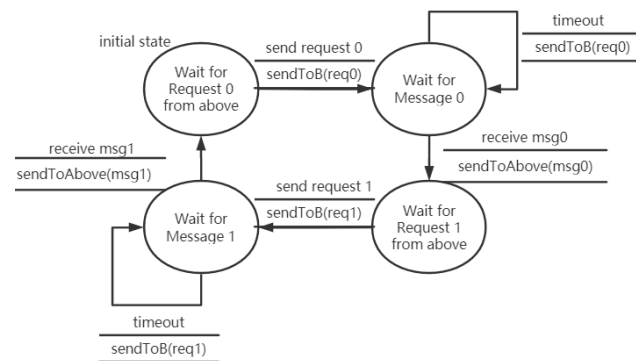 initial state
Wait for
Request 0
from above
send request 0
sendToB(req0)
Wait for
Message 0
timeout
sendToB(req0)
receive msg1
sendToAbove(msg1)
receive msg0
sendToAbove(msg0)
Wait for
Message 1
send request 1
sendToB(req1)
Wait for
Request 1
from above
timeout
sendToB(req1)